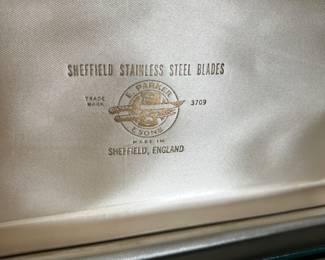 SHEFFIELD STAINLESS STEEL BLADES
E. PARKER
TRADE MARK 3709
& SONS
MADE IN
SHEFFIELD, ENGLAND